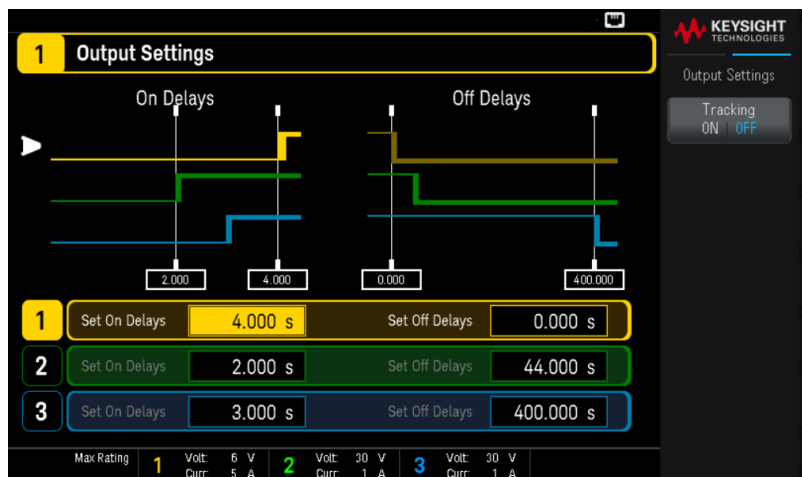 KEYSIGHT
TECHNOLOGIES
1 Output Settings
Output Settings
Tracking
ON | OFF
On Delays Off Delays
2.000 4.000 0.000 400.000
1 Set On Delays 4.000 s Set Off Delays 0.000 s
2 Set On Delays 2.000 s Set Off Delays 44.000 s
3 Set On Delays 3.000 s Set Off Delays 400.000 s
Max Rating 1 Volt: 6 V 2 Volt: 30 V 3 Volt: 30 V
Curr: 5 A Curr: 1 A Curr: 1 A